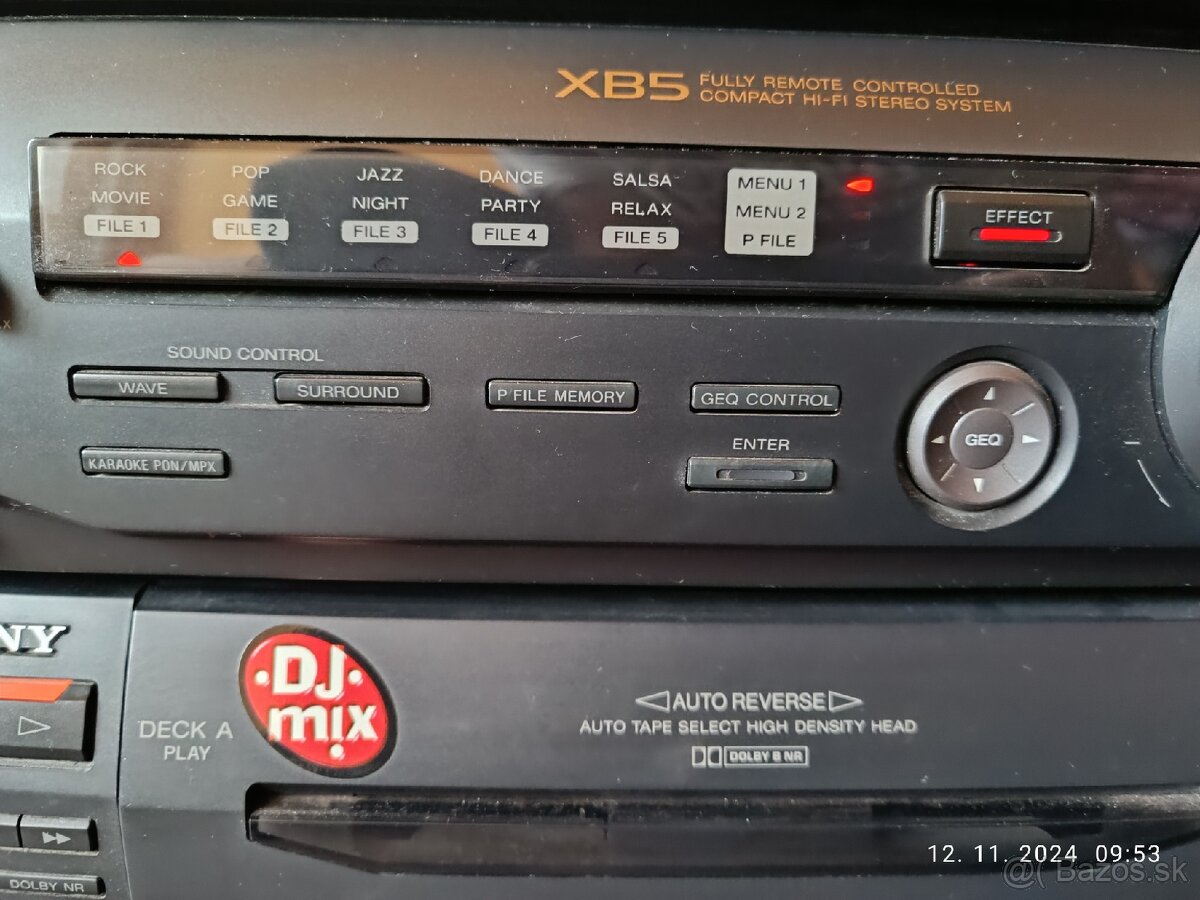 XB5 FULLY REMOTE CONTROLLED
COMPACT HI-FI STEREO SYSTEM
ROCK POP JAZZ DANCE SALSA MENU 1
MOVIE GAME NIGHT PARTY RELAX MENU 2
FILE 1 FILE 2 FILE 3 FILE 4 FILE 5 P FILE
EFFECT
SOUND CONTROL
WAVE SURROUND P FILE MEMORY GEQ CONTROL
GEQ
ENTER
KARAOKE PON/MPX
NY
DJ
mix
DECK A
PLAY
AUTO REVERSE
AUTO TAPE SELECT HIGH DENSITY HEAD
DOLBY B NR
DOLBY NR
12. 11. 2024 09:53
Bazos.sk